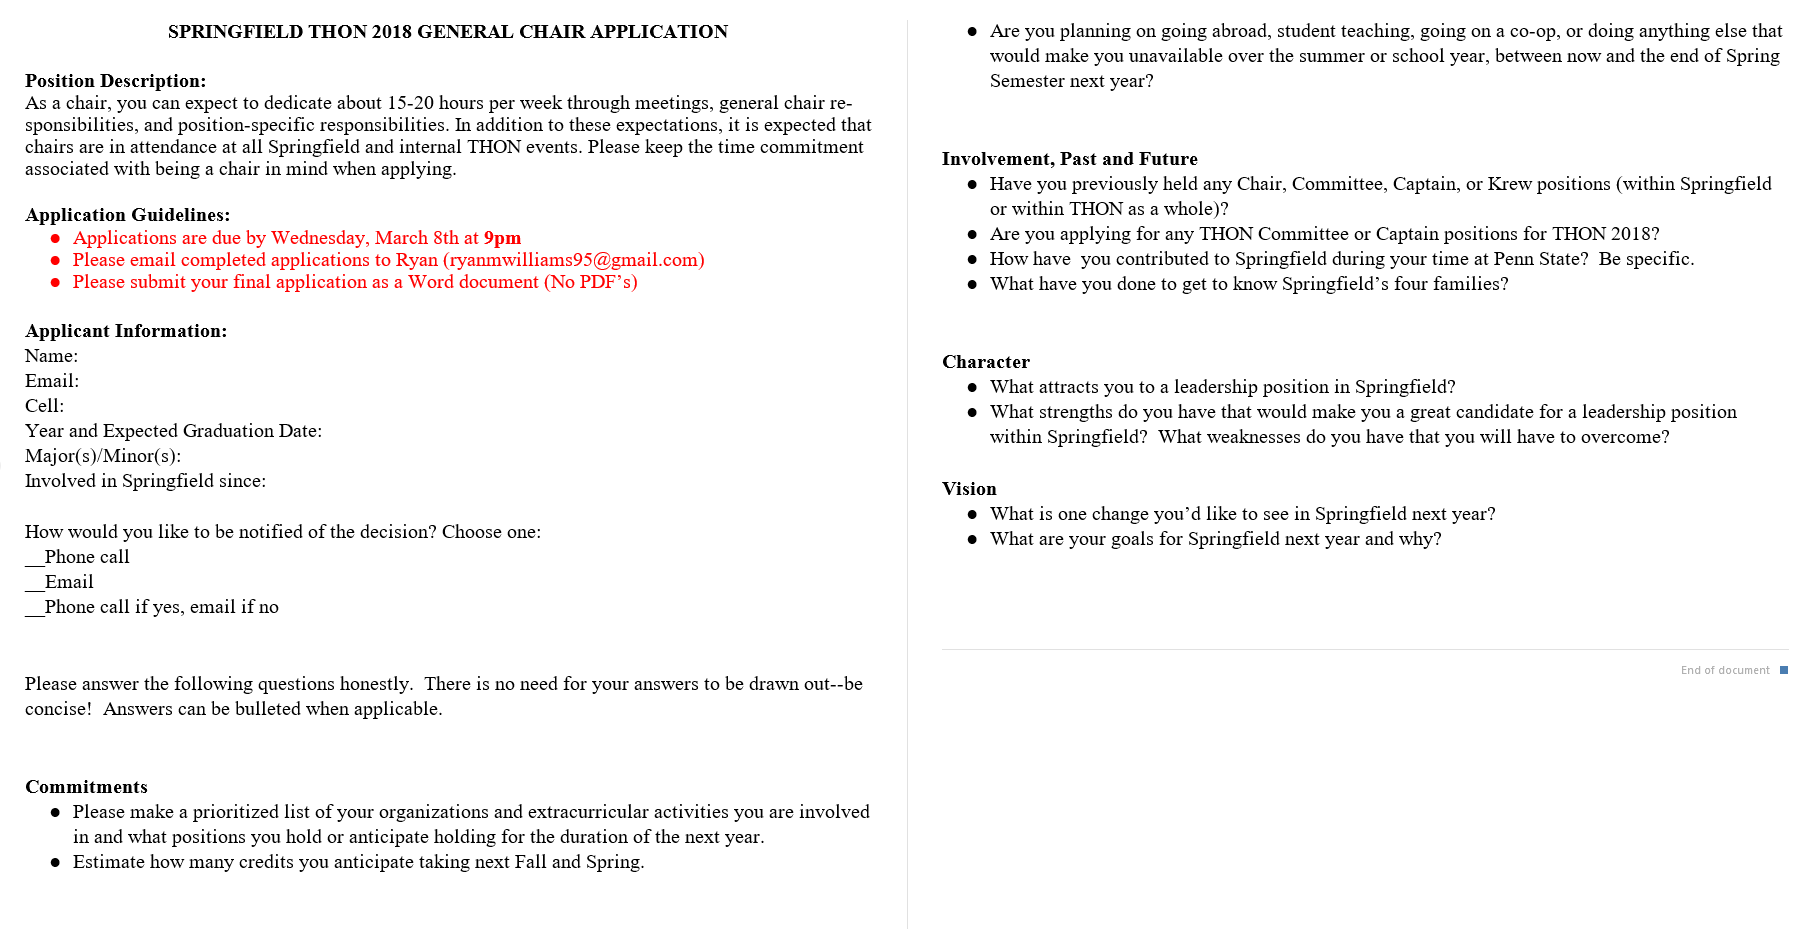 SPRINGFIELD THON 2018 GENERAL CHAIR APPLICATION
Position Description:
As a chair, you can expect to dedicate about 15-20 hours per week through meetings, general chair re-
sponsibilities, and position-specific responsibilities. In addition to these expectations, it is expected that
chairs are in attendance at all Springfield and internal THON events. Please keep the time commitment
associated with being a chair in mind when applying.
Application Guidelines:
● Applications are due by Wednesday, March 8th at 9pm
● Please email completed applications to Ryan (ryanmwilliams95@gmail.com)
● Please submit your final application as a Word document (No PDF’s)
Applicant Information:
Name:
Email:
Cell:
Year and Expected Graduation Date:
Major(s)/Minor(s):
Involved in Springfield since:
How would you like to be notified of the decision? Choose one:
__Phone call
__Email
__Phone call if yes, email if no
Please answer the following questions honestly.  There is no need for your answers to be drawn out--be
concise!  Answers can be bulleted when applicable.
Commitments
● Please make a prioritized list of your organizations and extracurricular activities you are involved
in and what positions you hold or anticipate holding for the duration of the next year.
● Estimate how many credits you anticipate taking next Fall and Spring.
● Are you planning on going abroad, student teaching, going on a co-op, or doing anything else that
would make you unavailable over the summer or school year, between now and the end of Spring
Semester next year?
Involvement, Past and Future
● Have you previously held any Chair, Committee, Captain, or Krew positions (within Springfield
or within THON as a whole)?
● Are you applying for any THON Committee or Captain positions for THON 2018?
● How have  you contributed to Springfield during your time at Penn State?  Be specific.
● What have you done to get to know Springfield’s four families?
Character
● What attracts you to a leadership position in Springfield?
● What strengths do you have that would make you a great candidate for a leadership position
within Springfield?  What weaknesses do you have that you will have to overcome?
Vision
● What is one change you’d like to see in Springfield next year?
● What are your goals for Springfield next year and why?
End of document